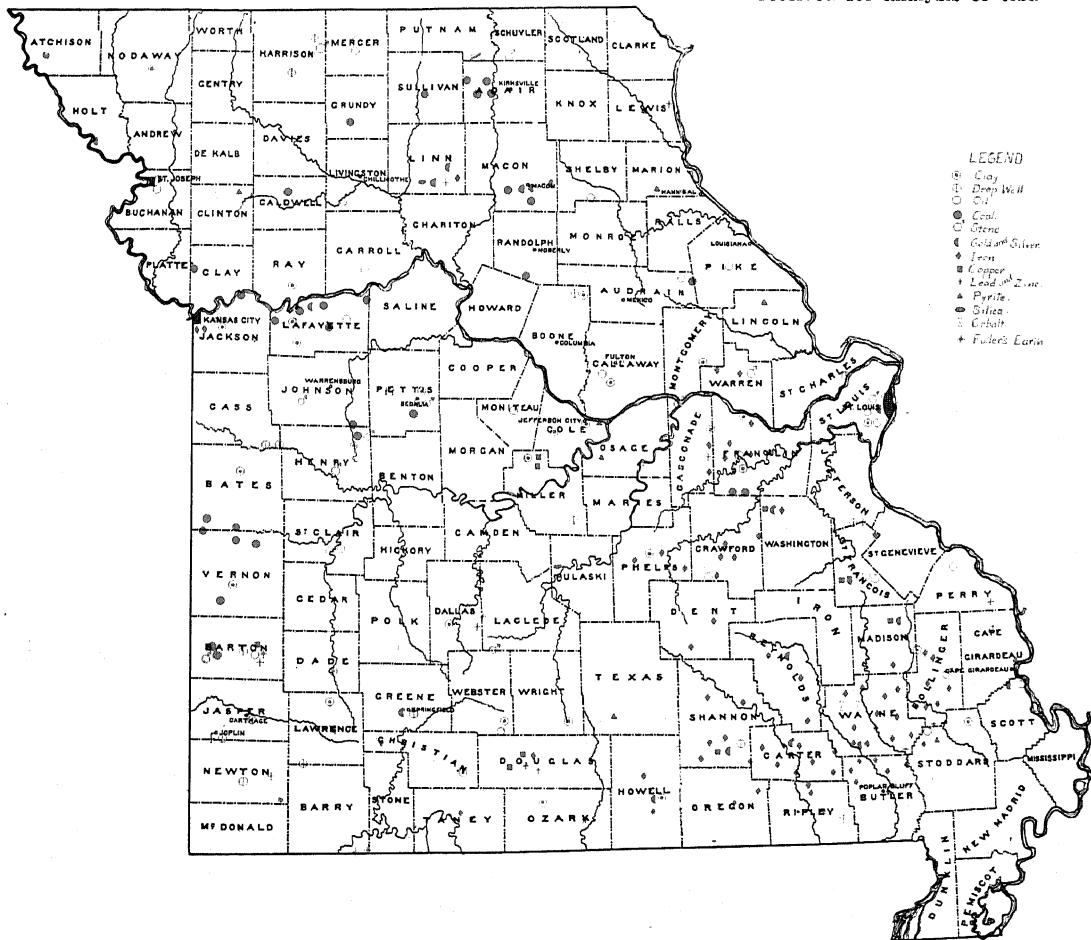 ATCHISON
NODAWAY
WORTH
HARRISON
MERCER
PUTNAM
SCHUYLER
SCOTLAND
CLARKE
GENTRY
HOLT
ANDREW
DE KALB
DAVIES
GRUNDY
SULLIVAN
ADAIR
KIRKSVILLE
KNOX
LEWIS
ST. JOSEPH
BUCHANAN
CLINTON
CALDWELL
LIVINGSTON
CHILLICOTHE
LINN
MACON
MACON
SHELBY
MARION
HANNIBAL
PLATTE
CLAY
RAY
CARROLL
CHARITON
RANDOLPH
MOBERLY
MONROE
RALLS
LOUISIANA
PIKE
KANSAS CITY
JACKSON
LAFAYETTE
SALINE
HOWARD
BOONE
COLUMBIA
AUDRAIN
MEXICO
LINCOLN
MONTGOMERY
FULTON
CALLAWAY
WARREN
ST CHARLES
ST LOUIS
ST. LOUIS
CASS
JOHNSON
WARRENSBURG
PETTIS
SEDALIA
COOPER
MONITEAU
JEFFERSON CITY
COLE
OSAGE
GASCONADE
FRANKLIN
JEFFERSON
BATES
HENRY
BENTON
MORGAN
MILLER
MARIES
ST CLAIR
HICKORY
CAMDEN
PULASKI
PHELPS
CRAWFORD
WASHINGTON
ST FRANCOIS
ST GENEVIEVE
VERNON
CEDAR
POLK
DALLAS
LACLEDE
DENT
IRON
PERRY
MADISON
BOLLINGER
CAPE
GIRARDEAU
CAPE GIRARDEAU
BARTON
DADE
GREENE
SPRINGFIELD
WEBSTER
WRIGHT
TEXAS
SHANNON
REYNOLDS
WAYNE
SCOTT
JASPER
CARTHAGE
JOPLIN
LAWRENCE
CHRISTIAN
DOUGLAS
HOWELL
CARTER
STODDARD
MISSISSIPPI
NEWTON
BARRY
STONE
OZARK
OREGON
RIPLEY
POPLAR BLUFF
BUTLER
NEW MADRID
McDONALD
DUNKLIN
PEMISCOT
LEGEND
Clay
Deep Well
Oil
Coal.
Stone
Gold and Silver.
Iron
Copper
Lead and Zinc.
Pyrite.
Silica.
Cobalt.
Fuller's Earth